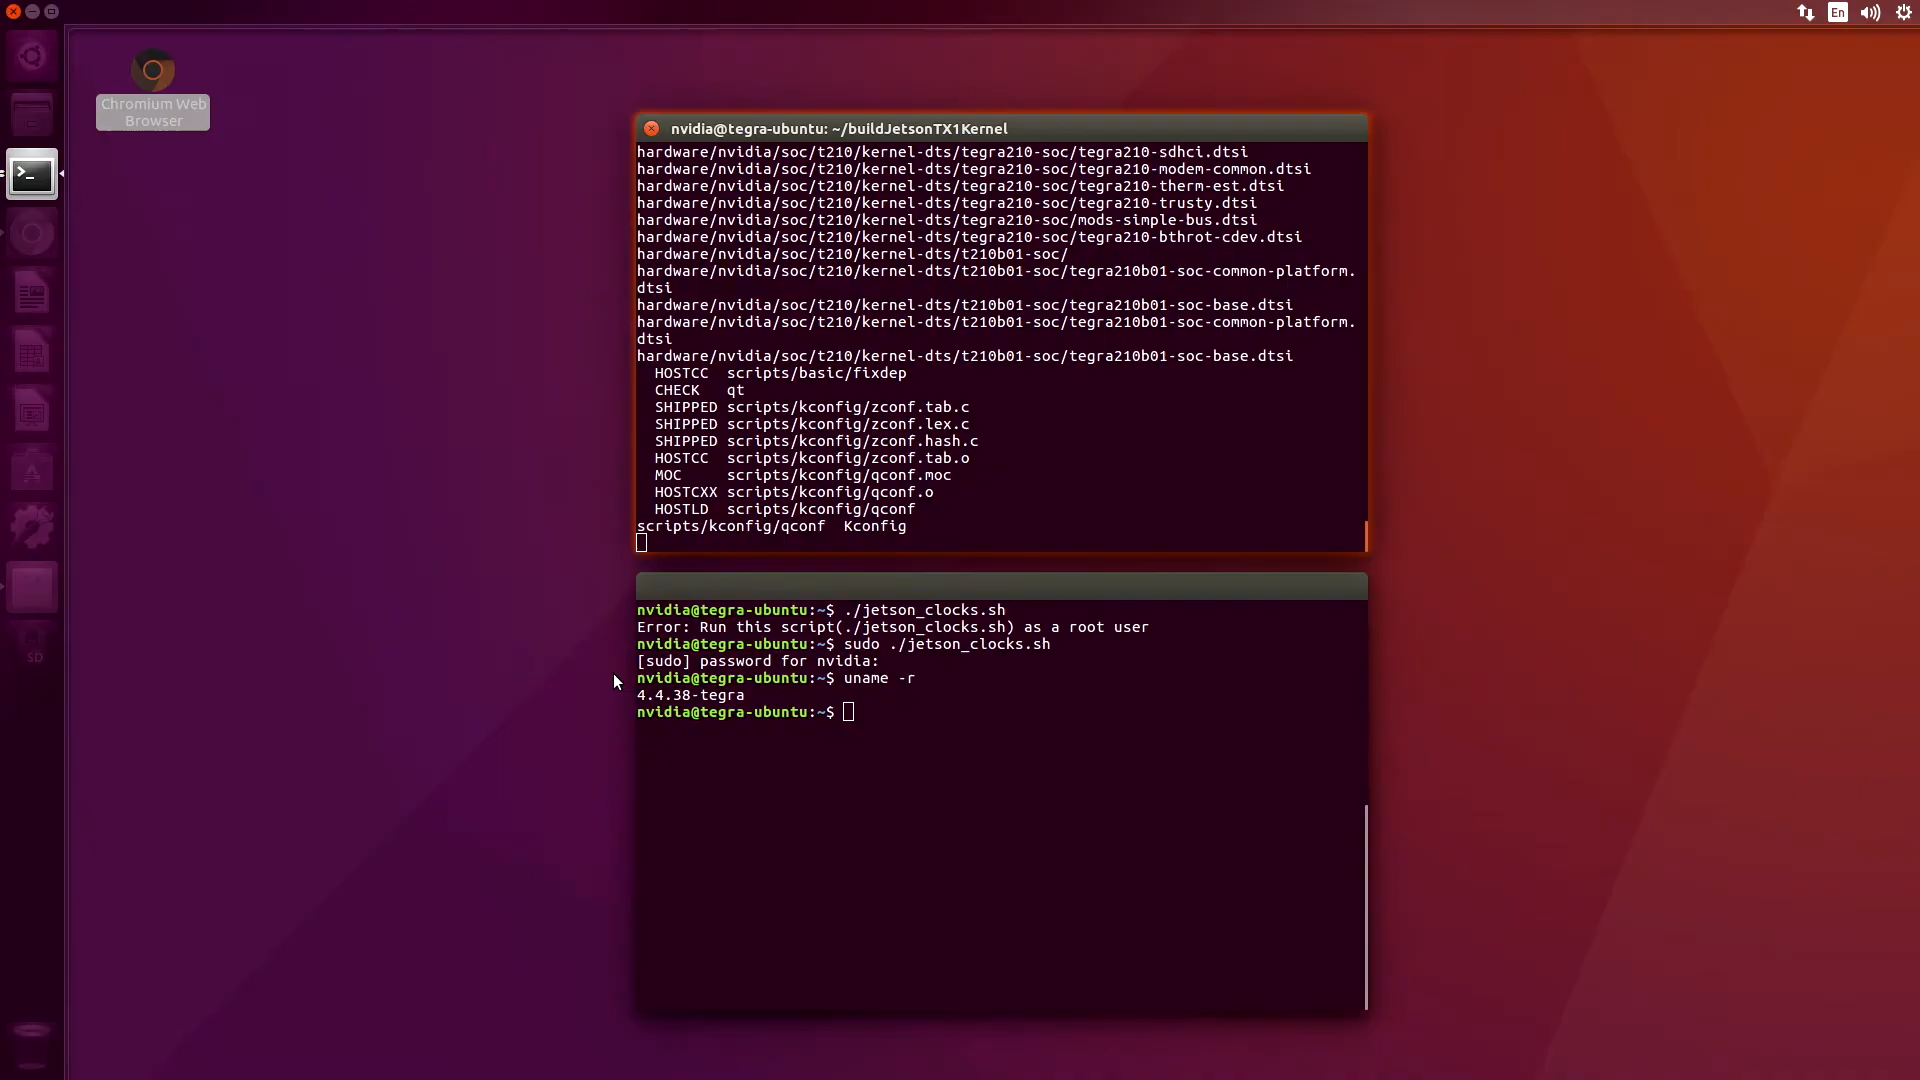 En
Chromium Web
Browser
nvidia@tegra-ubuntu: ~/buildJetsonTX1Kernel
hardware/nvidia/soc/t210/kernel-dts/tegra210-soc/tegra210-sdhci.dtsi
hardware/nvidia/soc/t210/kernel-dts/tegra210-soc/tegra210-modem-common.dtsi
hardware/nvidia/soc/t210/kernel-dts/tegra210-soc/tegra210-therm-est.dtsi
hardware/nvidia/soc/t210/kernel-dts/tegra210-soc/tegra210-trusty.dtsi
hardware/nvidia/soc/t210/kernel-dts/tegra210-soc/mods-simple-bus.dtsi
hardware/nvidia/soc/t210/kernel-dts/tegra210-soc/tegra210-bthrot-cdev.dtsi
hardware/nvidia/soc/t210/kernel-dts/t210b01-soc/
hardware/nvidia/soc/t210/kernel-dts/t210b01-soc/tegra210b01-soc-common-platform.
dtsi
hardware/nvidia/soc/t210/kernel-dts/t210b01-soc/tegra210b01-soc-base.dtsi
hardware/nvidia/soc/t210/kernel-dts/t210b01-soc/tegra210b01-soc-common-platform.
dtsi
hardware/nvidia/soc/t210/kernel-dts/t210b01-soc/tegra210b01-soc-base.dtsi
HOSTCC scripts/basic/fixdep
CHECK qt
SHIPPED scripts/kconfig/zconf.tab.c
SHIPPED scripts/kconfig/zconf.lex.c
SHIPPED scripts/kconfig/zconf.hash.c
HOSTCC scripts/kconfig/zconf.tab.o
MOC scripts/kconfig/qconf.moc
HOSTCXX scripts/kconfig/qconf.o
HOSTLD scripts/kconfig/qconf
scripts/kconfig/qconf Kconfig
nvidia@tegra-ubuntu:~$ ./jetson_clocks.sh
Error: Run this script(./jetson_clocks.sh) as a root user
nvidia@tegra-ubuntu:~$ sudo ./jetson_clocks.sh
[sudo] password for nvidia:
nvidia@tegra-ubuntu:~$ uname -r
4.4.38-tegra
nvidia@tegra-ubuntu:~$
SD